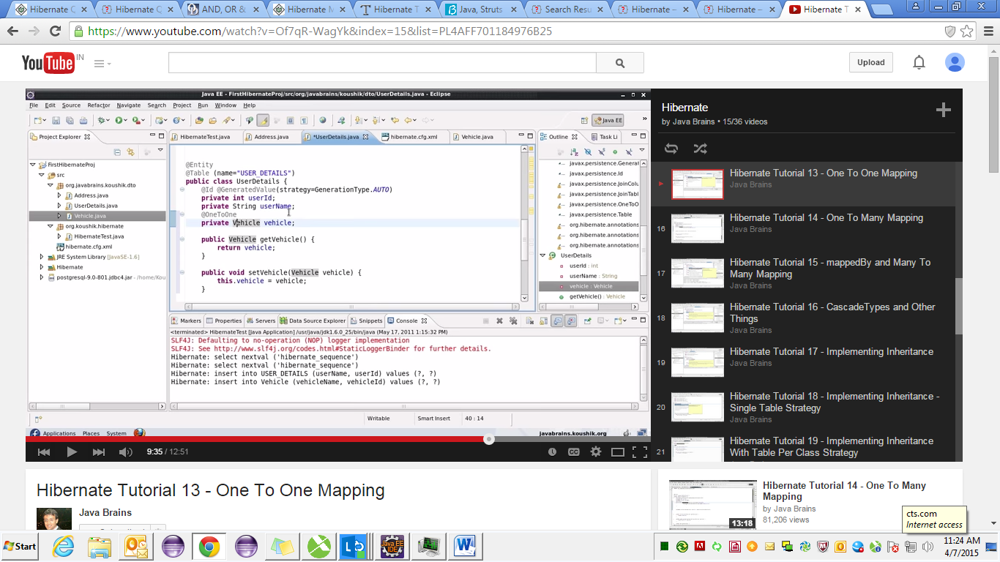 Hibernate Q
Hibernate Q
AND, OR &
Hibernate M
Hibernate T
Java, Struts
Search Resu
Hibernate –
Hibernate –
Hibernate T
https://www.youtube.com/watch?v=Of7qR-WagYk&index=15&list=PL4AFF701184976B25
YouTube IN
Upload
Java EE - FirstHibernateProj/src/org/javabrains/koushik/dto/UserDetails.java - Eclipse
File Edit Source Refactor Navigate Search Project Run Window Help
Java EE
Project Explorer
FirstHibernateProj
src
org.javabrains.koushik.dto
Address.java
UserDetails.java
Vehicle.java
org.koushik.hibernate
HibernateTest.java
hibernate.cfg.xml
JRE System Library [JavaSE-1.6]
Hibernate
postgresql-9.0-801.jdbc4.jar - /home/Kou
HibernateTest.java Address.java *UserDetails.java hibernate.cfg.xml Vehicle.java
@Entity
@Table (name="USER_DETAILS")
public class UserDetails {
@Id @GeneratedValue(strategy=GenerationType.AUTO)
private int userId;
private String userName;
@OneToOne
private Vehicle vehicle;
public Vehicle getVehicle() {
return vehicle;
}
public void setVehicle(Vehicle vehicle) {
this.vehicle = vehicle;
}
Outline Task Li
javax.persistence.Generat
javax.persistence.Id
javax.persistence.JoinColu
javax.persistence.JoinTabl
javax.persistence.OneToO
javax.persistence.Table
org.hibernate.annotations
org.hibernate.annotations
org.hibernate.annotations
UserDetails
userId : int
userName : String
vehicle : Vehicle
getVehicle() : Vehicle
Markers Properties Servers Data Source Explorer Snippets Console
<terminated> HibernateTest [Java Application] /usr/java/jdk1.6.0_25/bin/java (May 17, 2011 1:15:32 PM)
SLF4J: Defaulting to no-operation (NOP) logger implementation
SLF4J: See http://www.slf4j.org/codes.html#StaticLoggerBinder for further details.
Hibernate: select nextval ('hibernate_sequence')
Hibernate: select nextval ('hibernate_sequence')
Hibernate: insert into USER_DETAILS (userName, userId) values (?, ?)
Hibernate: insert into Vehicle (vehicleName, vehicleId) values (?, ?)
Writable Smart Insert 40 : 14
Applications Places System
javabrains.koushik.org
9:35 / 12:51
CC
Hibernate
by Java Brains • 15/36 videos
Hibernate Tutorial 13 - One To One Mapping
Java Brains
16
Hibernate Tutorial 14 - One To Many Mapping
Java Brains
17
Hibernate Tutorial 15 - mappedBy and Many To
Many Mapping
Java Brains
18
Hibernate Tutorial 16 - CascadeTypes and Other
Things
Java Brains
19
Hibernate Tutorial 17 - Implementing Inheritance
Java Brains
20
Hibernate Tutorial 18 - Implementing Inheritance -
Single Table Strategy
Java Brains
21
Hibernate Tutorial 19 - Implementing Inheritance
With Table Per Class Strategy
Hibernate Tutorial 13 - One To One Mapping
Java Brains
Hibernate Tutorial 14 - One To Many
Mapping
by Java Brains
81,206 views
13:18
cts.com
Internet access
Start
Java EE
IDE
11:24 AM
4/7/2015